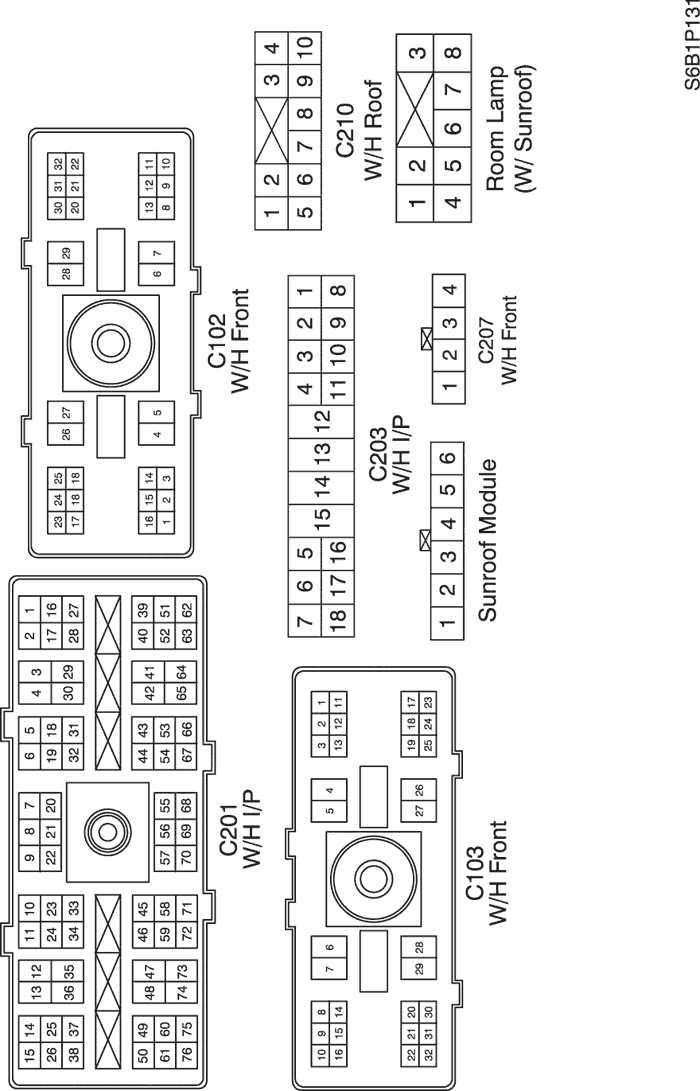 15 14 13 12 11 10 9 8 7 6 5 4 3 2 1
26 25 24 23 22 21 20 19 18 17 16
38 37 36 35 34 33 32 31 30 29 28 27
50 49 48 47 46 45 57 56 55 44 43 42 41 40 39
61 60 59 58 54 53 52 51
76 75 74 73 72 71 70 69 68 67 66 65 64 63 62
C201
W/H I/P
23 24 25 26 27 28 29 30 31 32
17 18 18 20 21 22
16 15 14 4 5 6 7 13 12 11
1 2 3 8 9 10
C102
W/H Front
10 9 8 7 6 5 4 3 2 1
16 15 14 13 12 11
22 21 20 29 28 27 26 19 18 17
32 31 30 25 24 23
C103
W/H Front
7 6 5 15 14 13 12 4 3 2 1
18 17 16 11 10 9 8
C203
W/H I/P
1 2 3 4
5 6 7 8 9 10
C210
W/H Roof
1 2 3 4 5 6
Sunroof Module
1 2 3 4
C207
W/H Front
1 2 3
4 5 6 7 8
Room Lamp
(W/ Sunroof)
S6B1P131